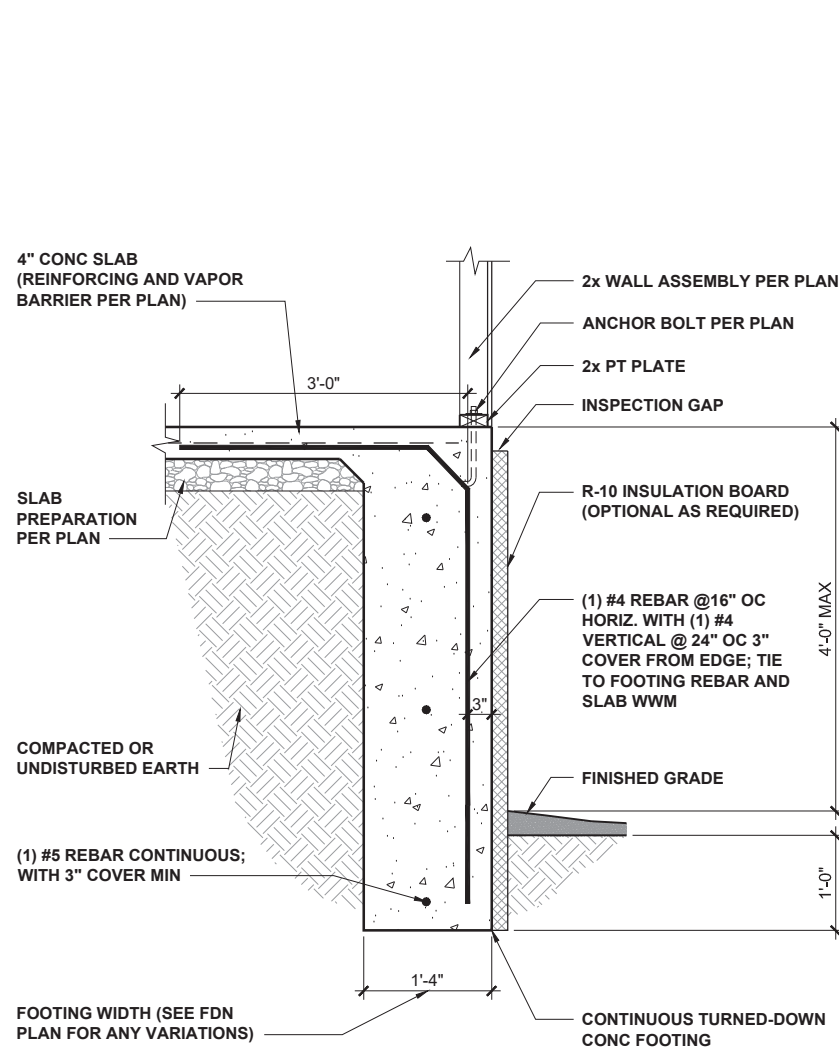 4" CONC SLAB
(REINFORCING AND VAPOR
BARRIER PER PLAN)
2x WALL ASSEMBLY PER PLAN
ANCHOR BOLT PER PLAN
3'-0"
2x PT PLATE
INSPECTION GAP
SLAB
PREPARATION
PER PLAN
R-10 INSULATION BOARD
(OPTIONAL AS REQUIRED)
4'-0" MAX
(1) #4 REBAR @16" OC
HORIZ. WITH (1) #4
VERTICAL @ 24" OC 3"
COVER FROM EDGE; TIE
TO FOOTING REBAR AND
SLAB WWM
3"
COMPACTED OR
UNDISTURBED EARTH
FINISHED GRADE
(1) #5 REBAR CONTINUOUS;
WITH 3" COVER MIN
1'-0"
1'-4"
FOOTING WIDTH (SEE FDN
PLAN FOR ANY VARIATIONS)
CONTINUOUS TURNED-DOWN
CONC FOOTING